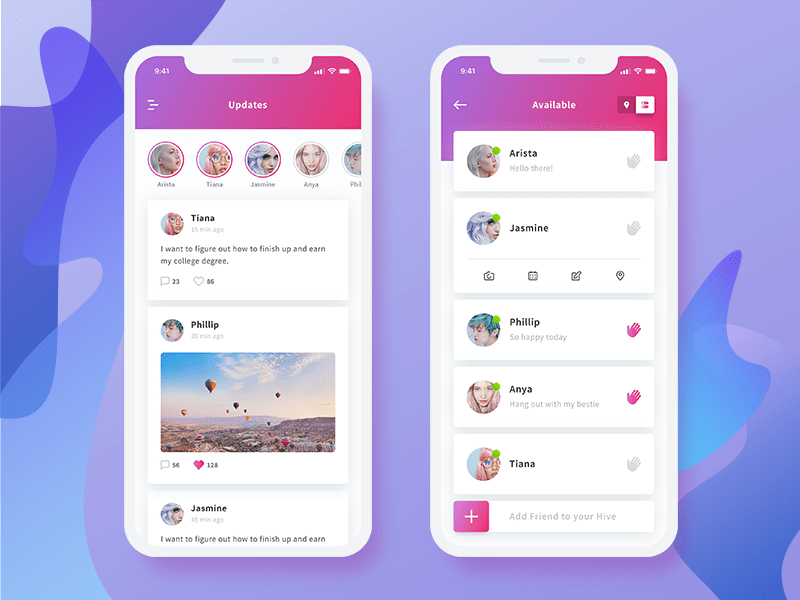 9:41
Updates
Arista
Tiana
Jasmine
Anya
Phil
Tiana
15 min ago
I want to figure out how to finish up and earn
my college degree.
23
86
Phillip
20 min ago
56
128
Jasmine
45 min ago
I want to figure out how to finish up and earn
9:41
Available
Arista
Hello there!
Jasmine
Phillip
So happy today
Anya
Hang out with my bestie
Tiana
Add Friend to your Hive